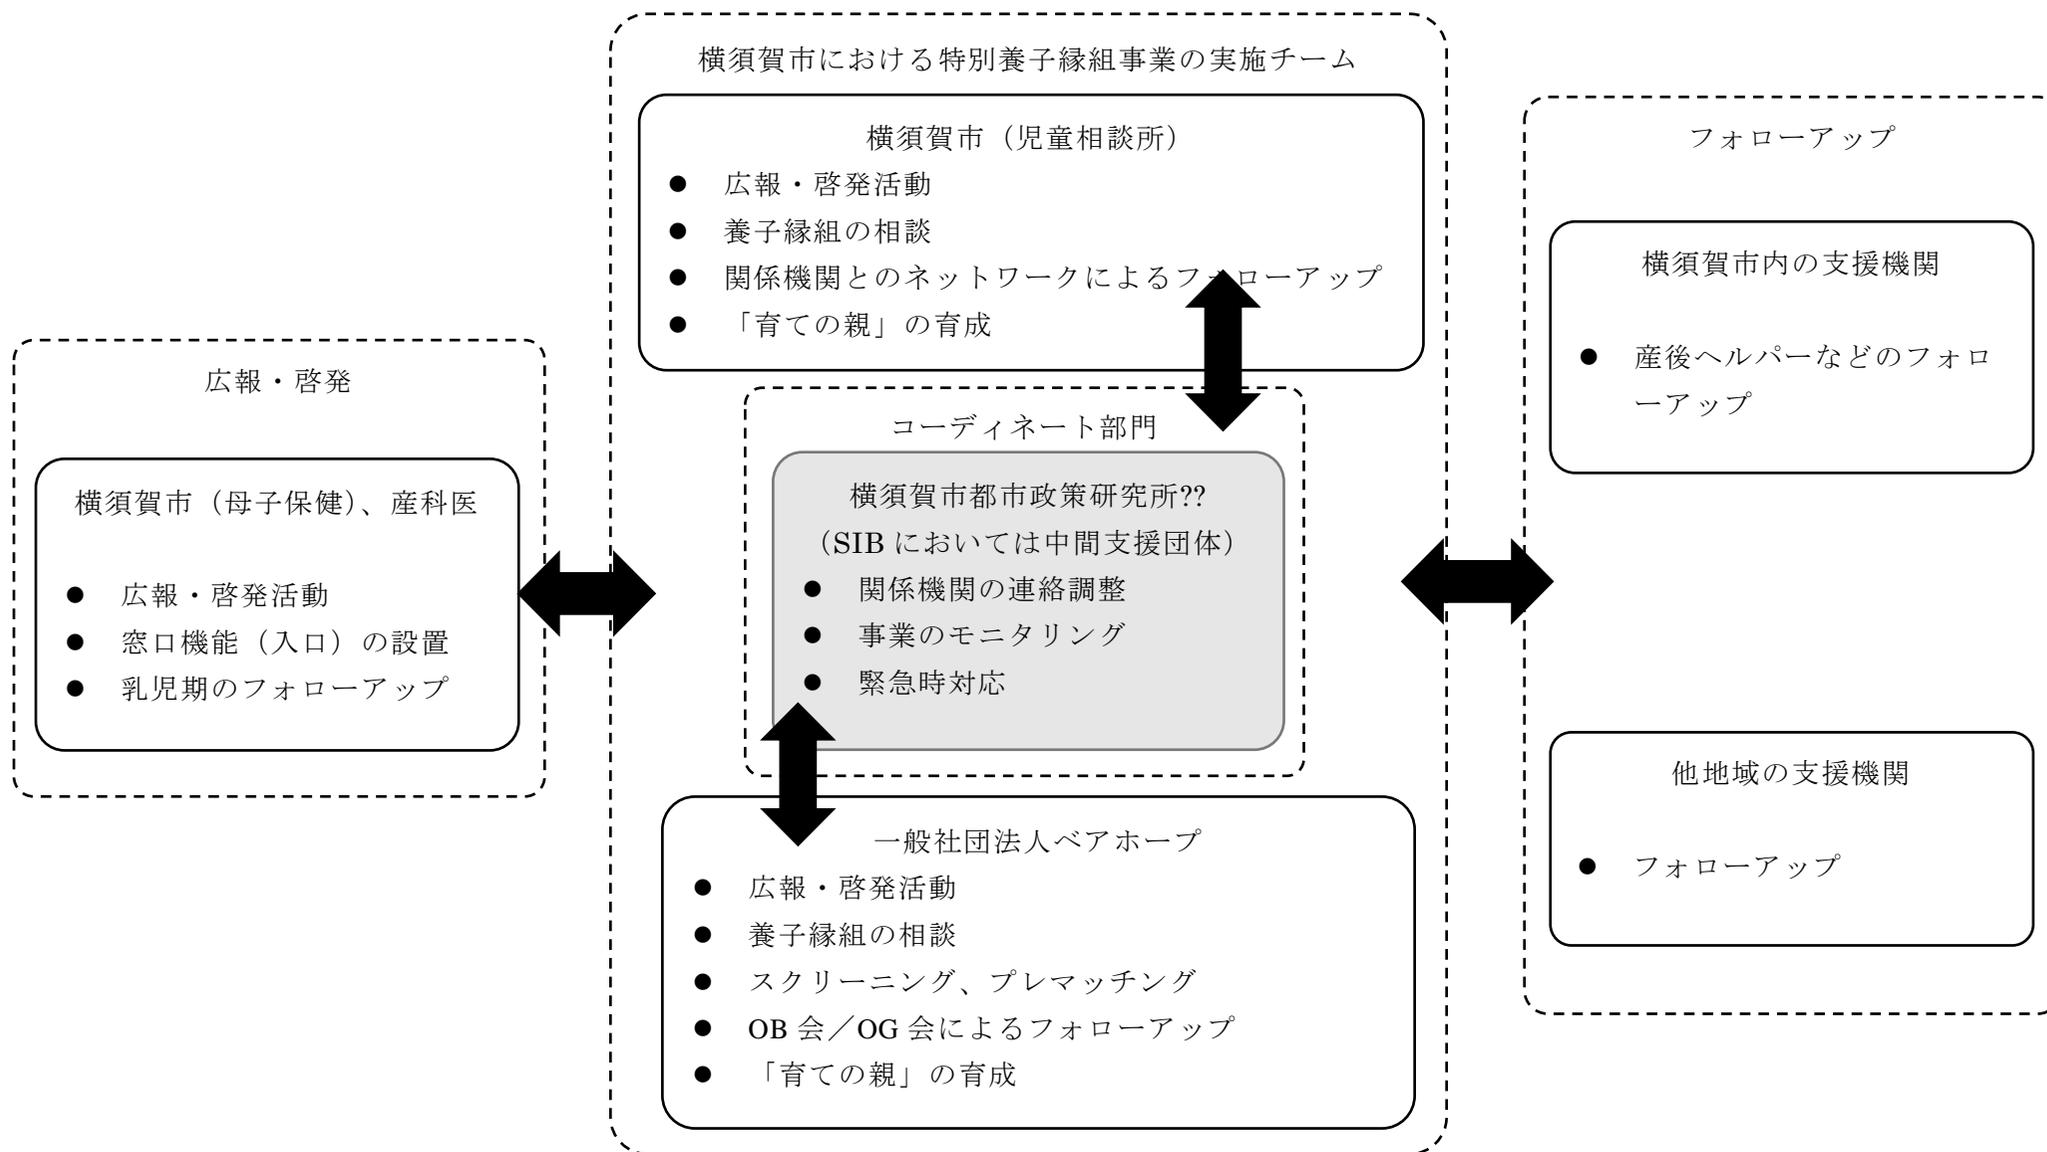 横須賀市における特別養子縁組事業の実施チーム
横須賀市（児童相談所）
● 広報・啓発活動
● 養子縁組の相談
● 関係機関とのネットワークによるフォローアップ
● 「育ての親」の育成
広報・啓発
横須賀市（母子保健）、産科医
● 広報・啓発活動
● 窓口機能（入口）の設置
● 乳児期のフォローアップ
コーディネート部門
横須賀市都市政策研究所??
（SIB においては中間支援団体）
● 関係機関の連絡調整
● 事業のモニタリング
● 緊急時対応
一般社団法人ベアホープ
● 広報・啓発活動
● 養子縁組の相談
● スクリーニング、プレマッチング
● OB 会／OG 会によるフォローアップ
● 「育ての親」の育成
フォローアップ
横須賀市内の支援機関
● 産後ヘルパーなどのフォロ
ーアップ
他地域の支援機関
● フォローアップ